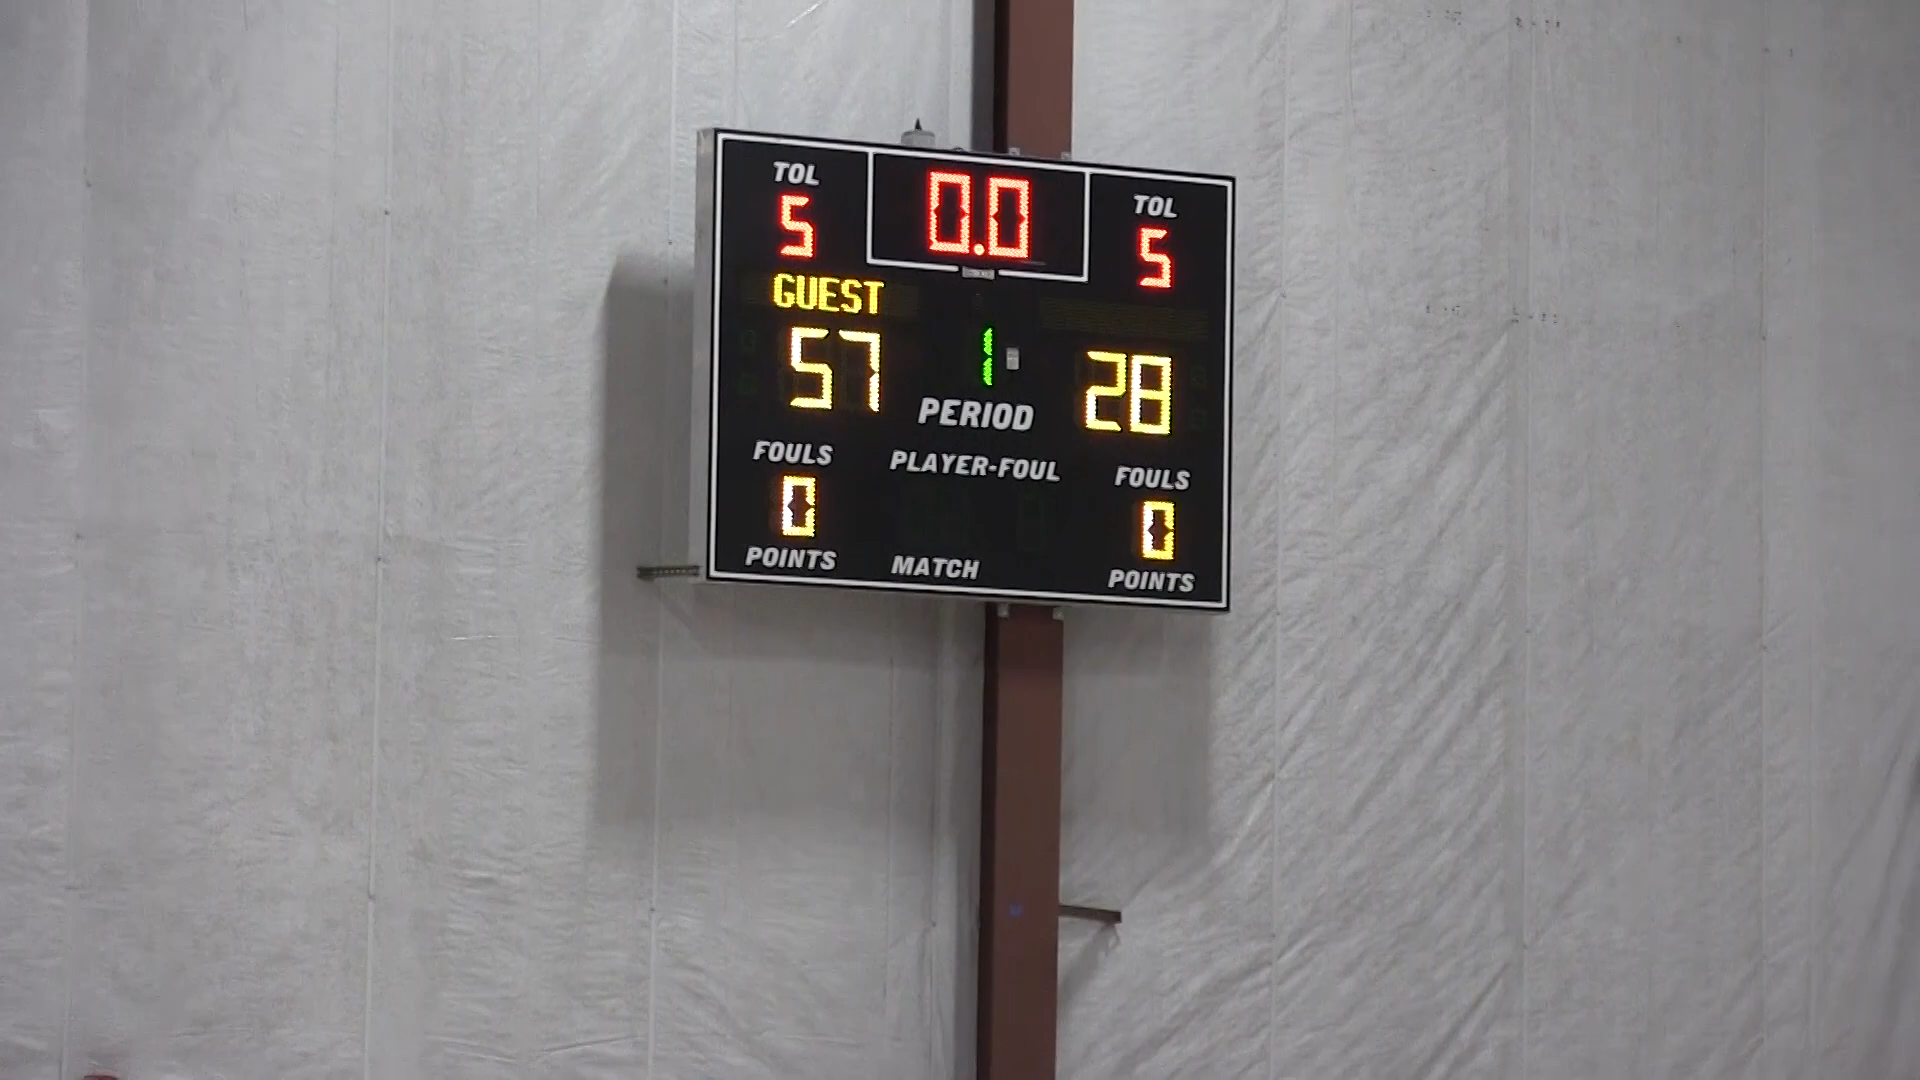 TOL 0.0 TOL
5 5
GUEST
57 1 28
PERIOD
FOULS PLAYER-FOUL FOULS
0 0
POINTS MATCH POINTS